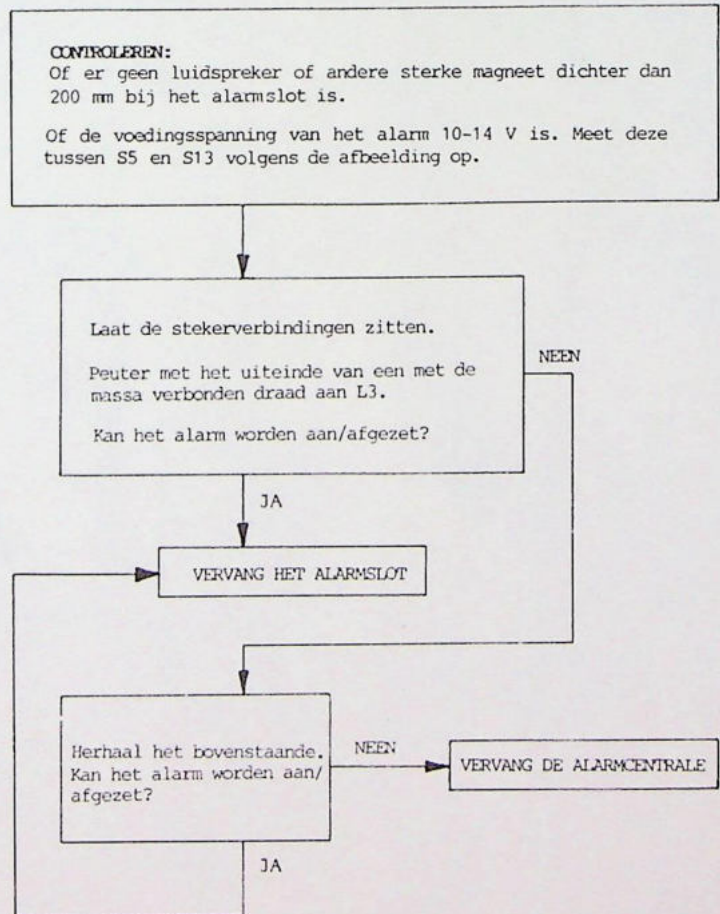 CONTROLEREN:
Of er geen luidspreker of andere sterke magneet dichter dan
200 mm bij het alarmslot is.
Of de voedingsspanning van het alarm 10-14 V is. Meet deze
tussen S5 en S13 volgens de afbeelding op.
Laat de stekerverbindingen zitten.
Peuter met het uiteinde van een met de
massa verbonden draad aan L3.
Kan het alarm worden aan/afgezet?
NEEN
JA
VERVANG HET ALARMSLOT
Herhaal het bovenstaande.
Kan het alarm worden aan/
afgezet?
NEEN
VERVANG DE ALARMCENTRALE
JA